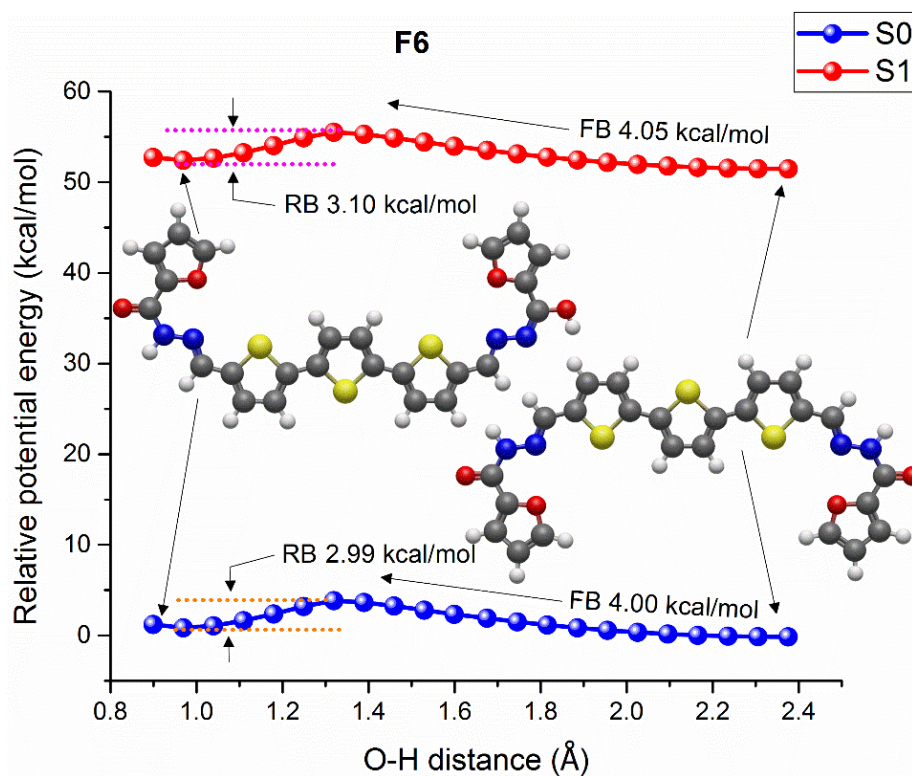 F6
S0
S1
Relative potential energy (kcal/mol)
60
50
40
30
20
10
0
FB 4.05 kcal/mol
RB 3.10 kcal/mol
RB 2.99 kcal/mol
FB 4.00 kcal/mol
0.8 1.0 1.2 1.4 1.6 1.8 2.0 2.2 2.4
O-H distance (Å)